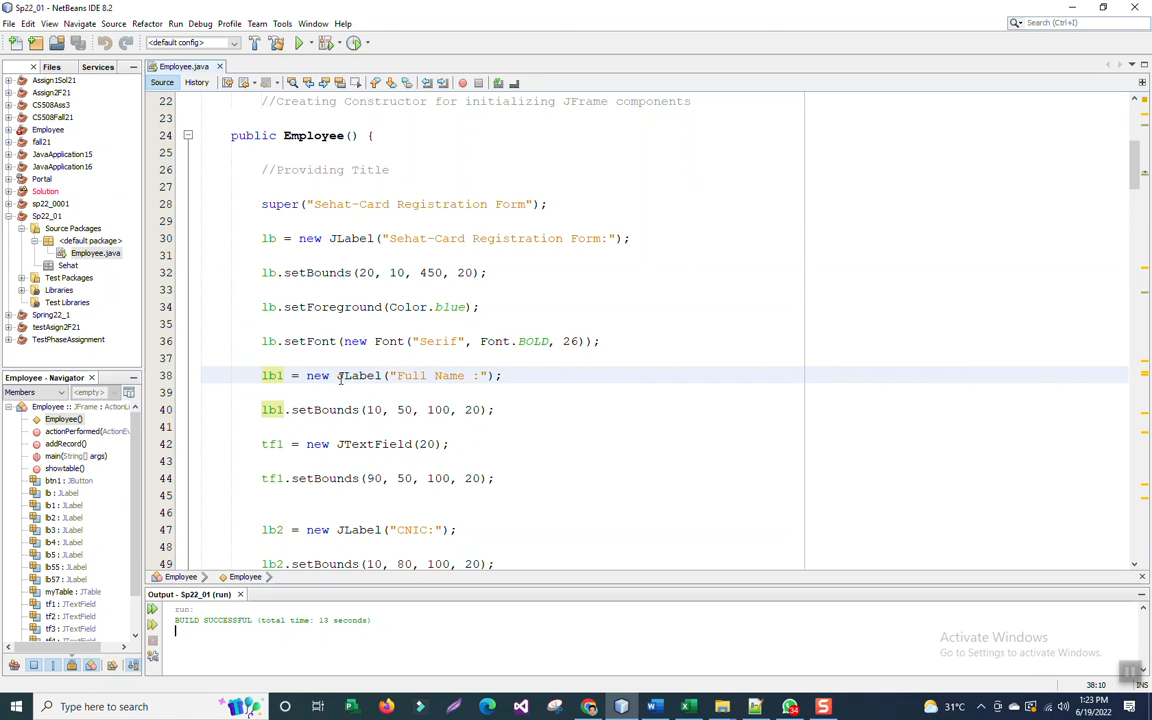 Sp22_01 - NetBeans IDE 8.2
File Edit View Navigate Source Refactor Run Debug Profile Team Tools Window Help
Search (Ctrl+I)
<default config>
Files Services
Employee.java
Assign1Sol21
Assign2F21
CS508Ass3
CS508Fall21
Employee
fall21
JavaApplication15
JavaApplication16
Portal
Solution
sp22_0001
Sp22_01
Source Packages
<default package>
Employee.java
Sehat
Test Packages
Libraries
Test Libraries
Spring22_1
testAsign2F21
TestPhaseAssignment
Source History
22 //Creating Constructor for initializing JFrame components
23
24 public Employee() {
25
26 //Providing Title
27
28 super("Sehat-Card Registration Form");
29
30 lb = new JLabel("Sehat-Card Registration Form:");
31
32 lb.setBounds(20, 10, 450, 20);
33
34 lb.setForeground(Color.blue);
35
36 lb.setFont(new Font("Serif", Font.BOLD, 26));
37
38 lb1 = new JLabel("Full Name :");
39
40 lb1.setBounds(10, 50, 100, 20);
41
42 tf1 = new JTextField(20);
43
44 tf1.setBounds(90, 50, 100, 20);
45
46
47 lb2 = new JLabel("CNIC:");
48
49 lb2.setBounds(10, 80, 100, 20);
Employee Employee
Employee - Navigator
Members <empty>
Employee :: JFrame : ActionLi
Employee()
actionPerformed(ActionEv
addRecord()
main(String[] args)
showtable()
btn1 : JButton
lb : JLabel
lb1 : JLabel
lb2 : JLabel
lb3 : JLabel
lb4 : JLabel
lb5 : JLabel
lb55 : JLabel
lb57 : JLabel
myTable : JTable
tf1 : JTextField
tf2 : JTextField
tf3 : JTextField
Output - Sp22_01 (run)
run:
BUILD SUCCESSFUL (total time: 13 seconds)
Activate Windows
Go to Settings to activate Windows.
38:10 INS
Type here to search
34
31°C
1:23 PM
6/19/2022